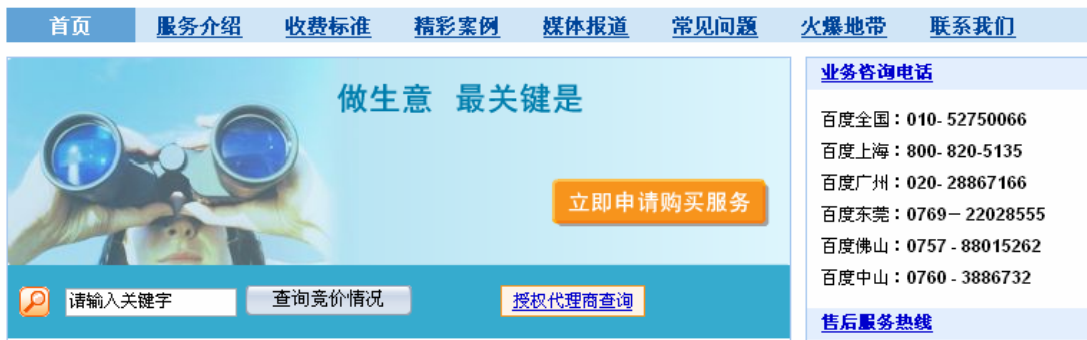 首页 服务介绍 收费标准 精彩案例 媒体报道 常见问题 火爆地带 联系我们
做生意 最关键是
立即申请购买服务
请输入关键字 查询竞价情况 授权代理商查询
业务咨询电话
百度全国：010- 52750066
百度上海：800- 820-5135
百度广州：020- 28867166
百度东莞：0769－22028555
百度佛山：0757 - 88015262
百度中山：0760 - 3886732
售后服务热线